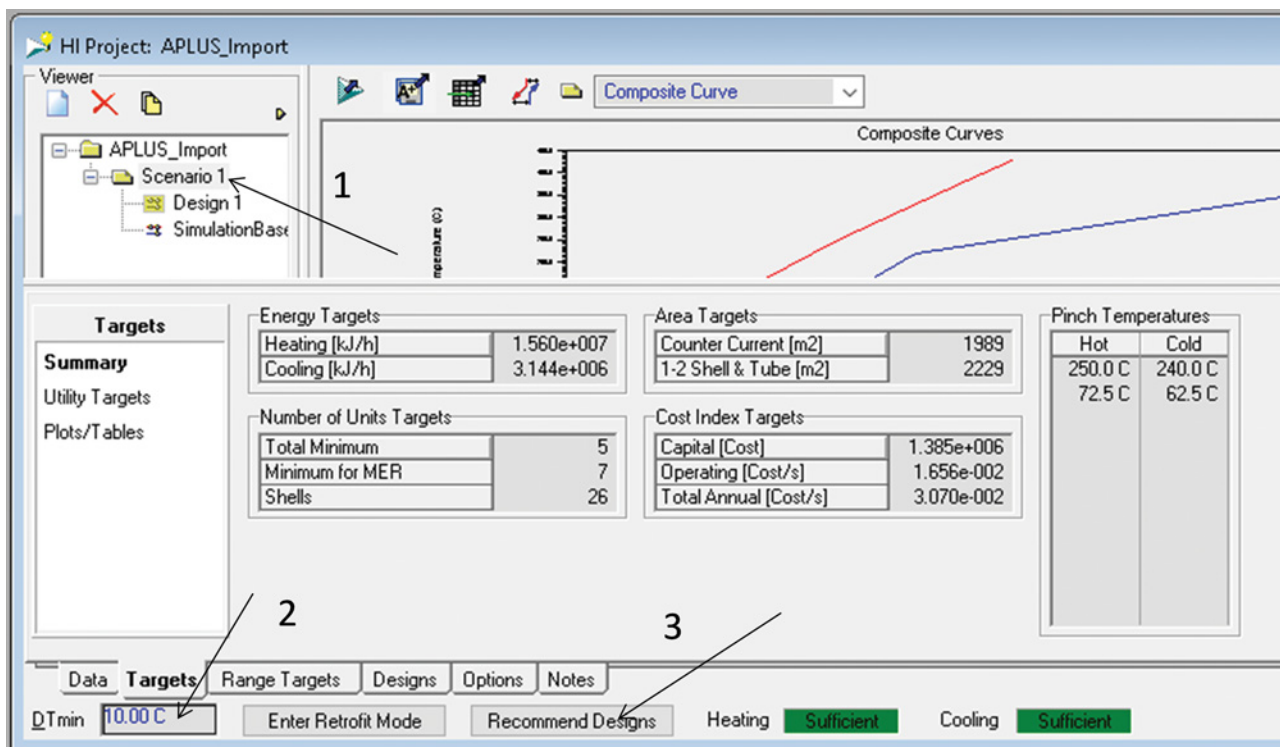 HI Project: APLUS_Import
Viewer
Composite Curve
APLUS_Import
Scenario 1
Design 1
SimulationBase
1
Composite Curves
Targets
Summary
Utility Targets
Plots/Tables
Energy Targets
Heating [kJ/h] 1.560e+007
Cooling [kJ/h] 3.144e+006
Number of Units Targets
Total Minimum 5
Minimum for MER 7
Shells 26
Area Targets
Counter Current [m2] 1989
1-2 Shell & Tube [m2] 2229
Cost Index Targets
Capital [Cost] 1.385e+006
Operating [Cost/s] 1.656e-002
Total Annual [Cost/s] 3.070e-002
Pinch Temperatures
Hot Cold
250.0 C 240.0 C
72.5 C 62.5 C
2
3
Data Targets Range Targets Designs Options Notes
DTmin 10.00 C Enter Retrofit Mode Recommend Designs Heating Sufficient Cooling Sufficient